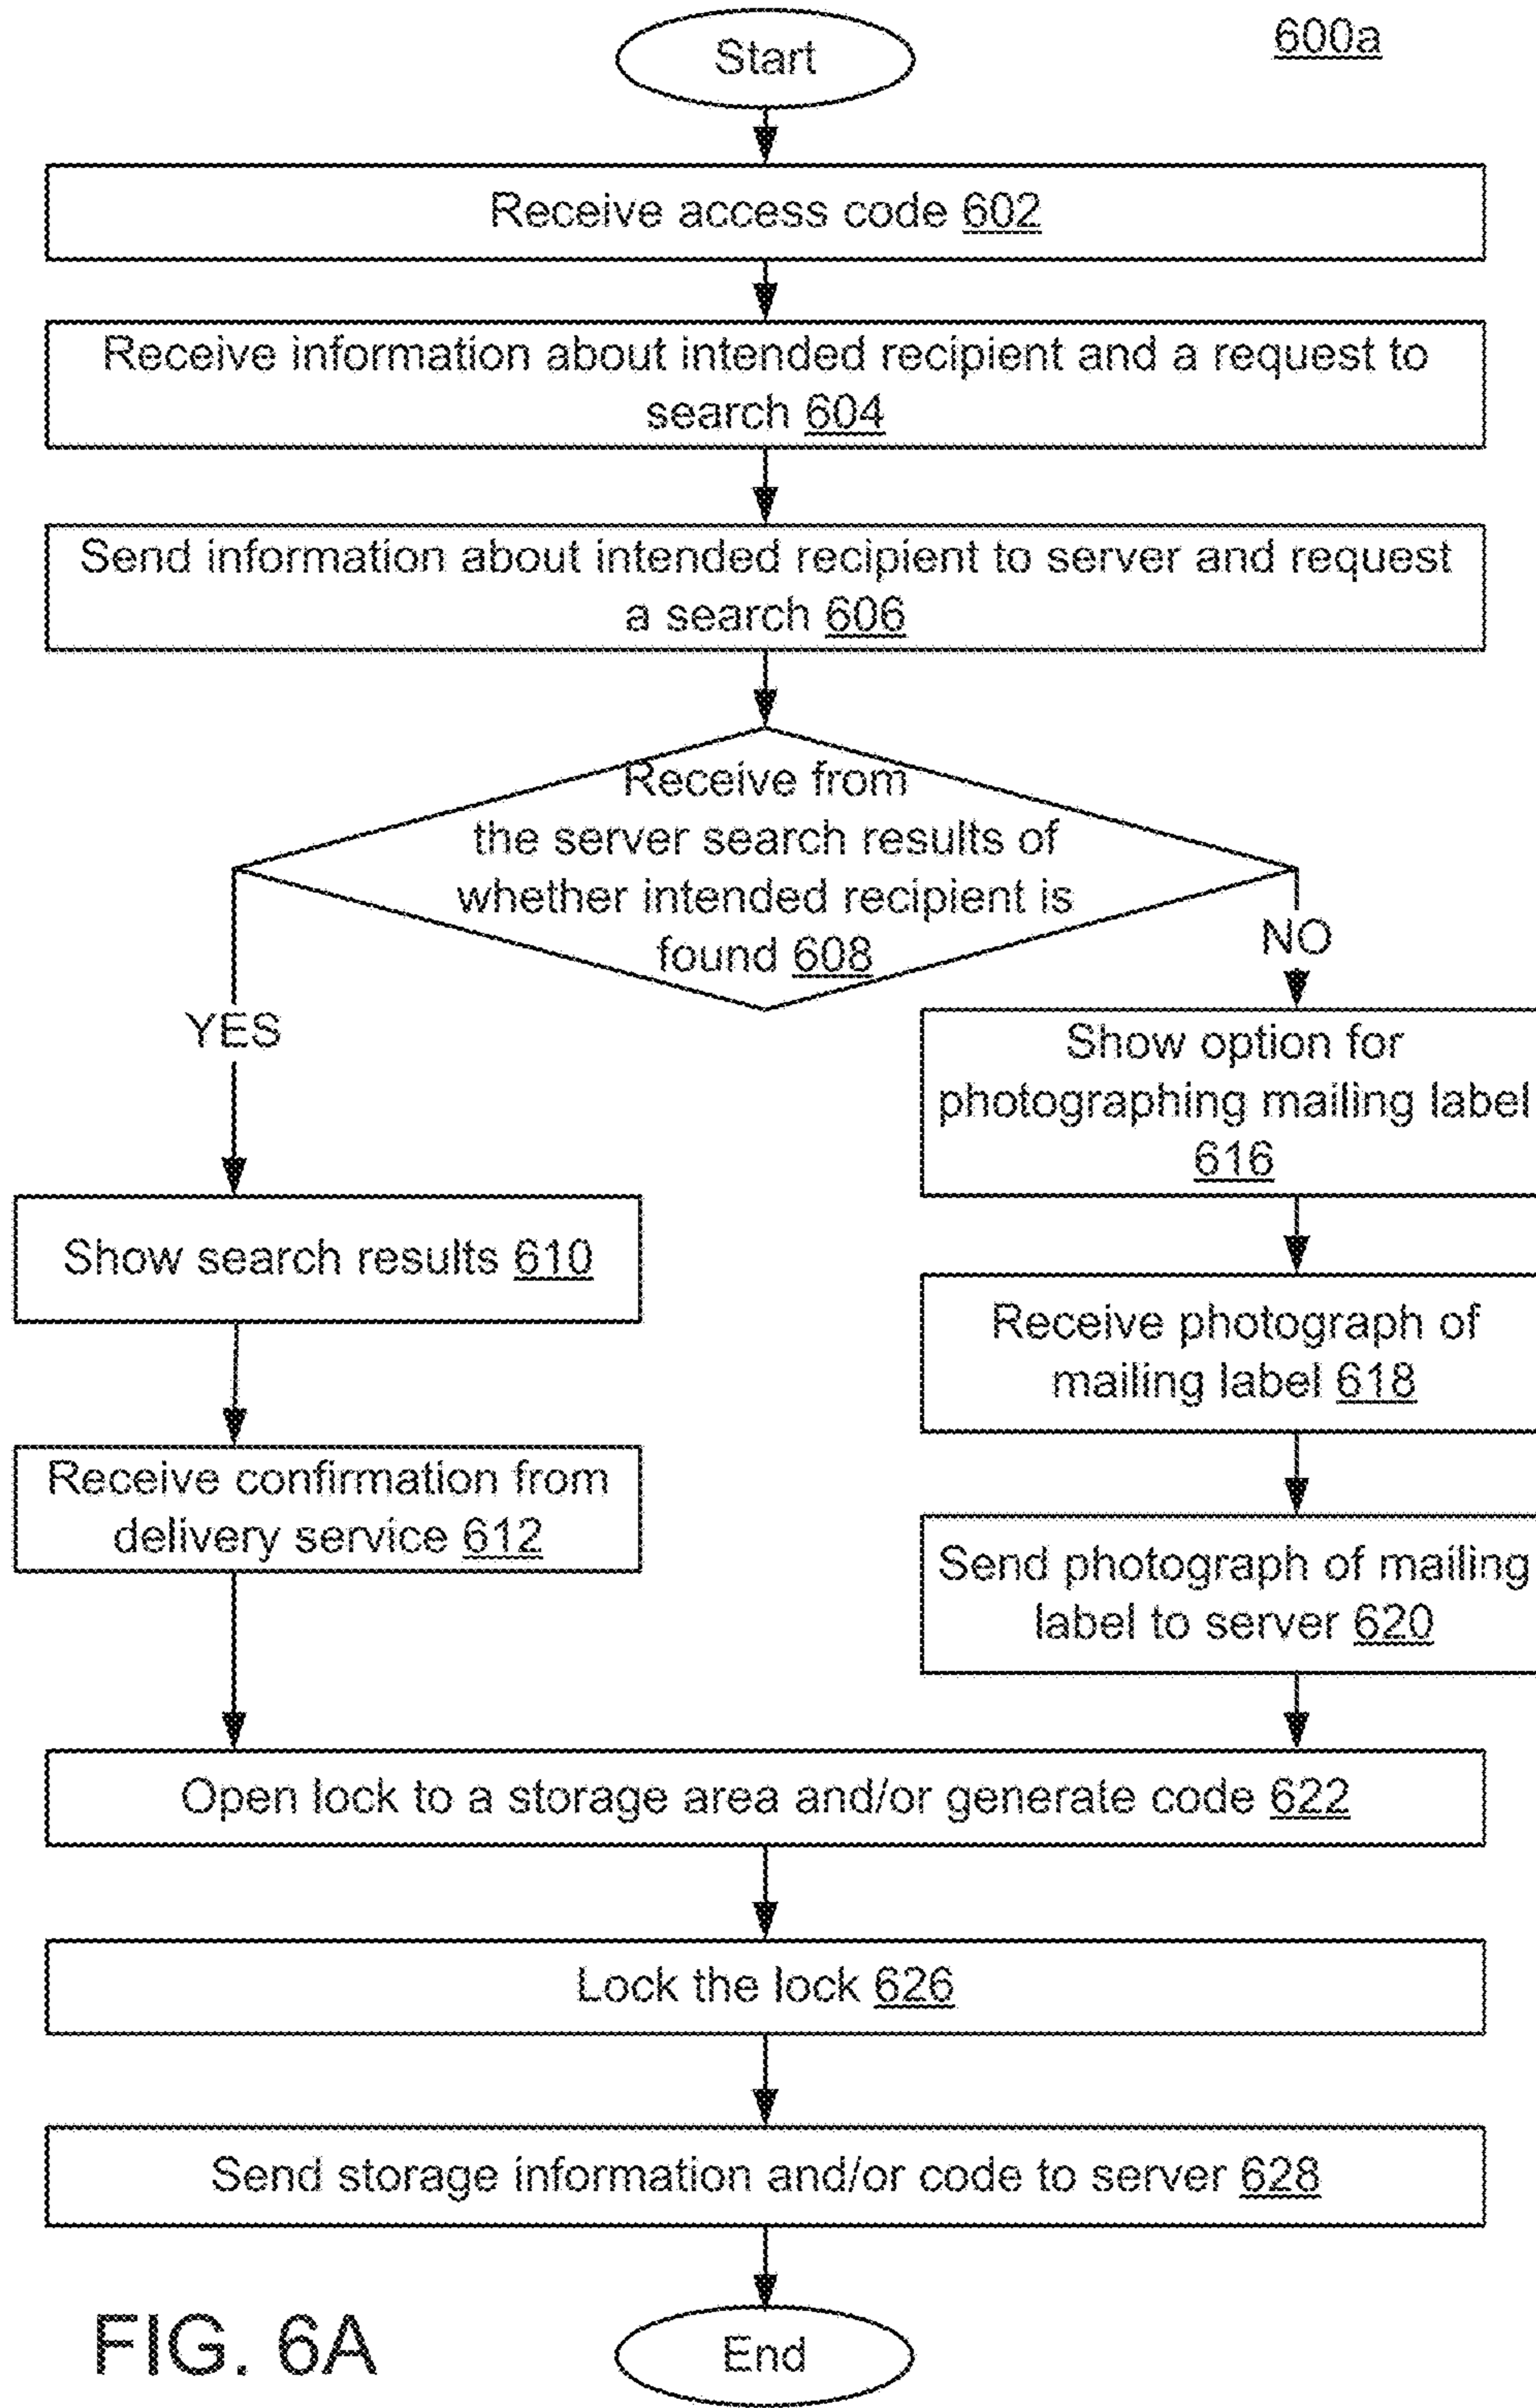 600a
Start
Receive access code 602
Receive information about intended recipient and a request to
search 604
Send information about intended recipient to server and request
a search 606
Receive from
the server search results of
whether intended recipient is
found 608
YES
NO
Show search results 610
Receive confirmation from
delivery service 612
Show option for
photographing mailing label
616
Receive photograph of
mailing label 618
Send photograph of mailing
label to server 620
Open lock to a storage area and/or generate code 622
Lock the lock 626
Send storage information and/or code to server 628
End
FIG. 6A